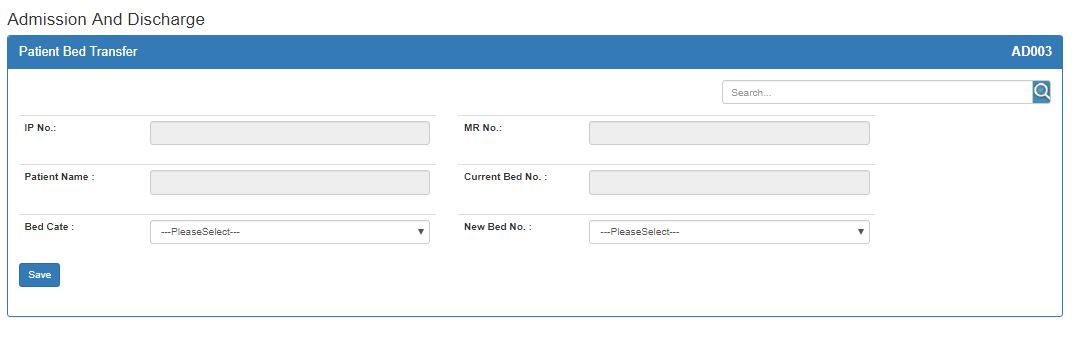 Admission And Discharge
Patient Bed Transfer AD003
Search...
IP No.: MR No.:
Patient Name : Current Bed No. :
Bed Cate : ---PleaseSelect--- New Bed No. : ---PleaseSelect---
Save